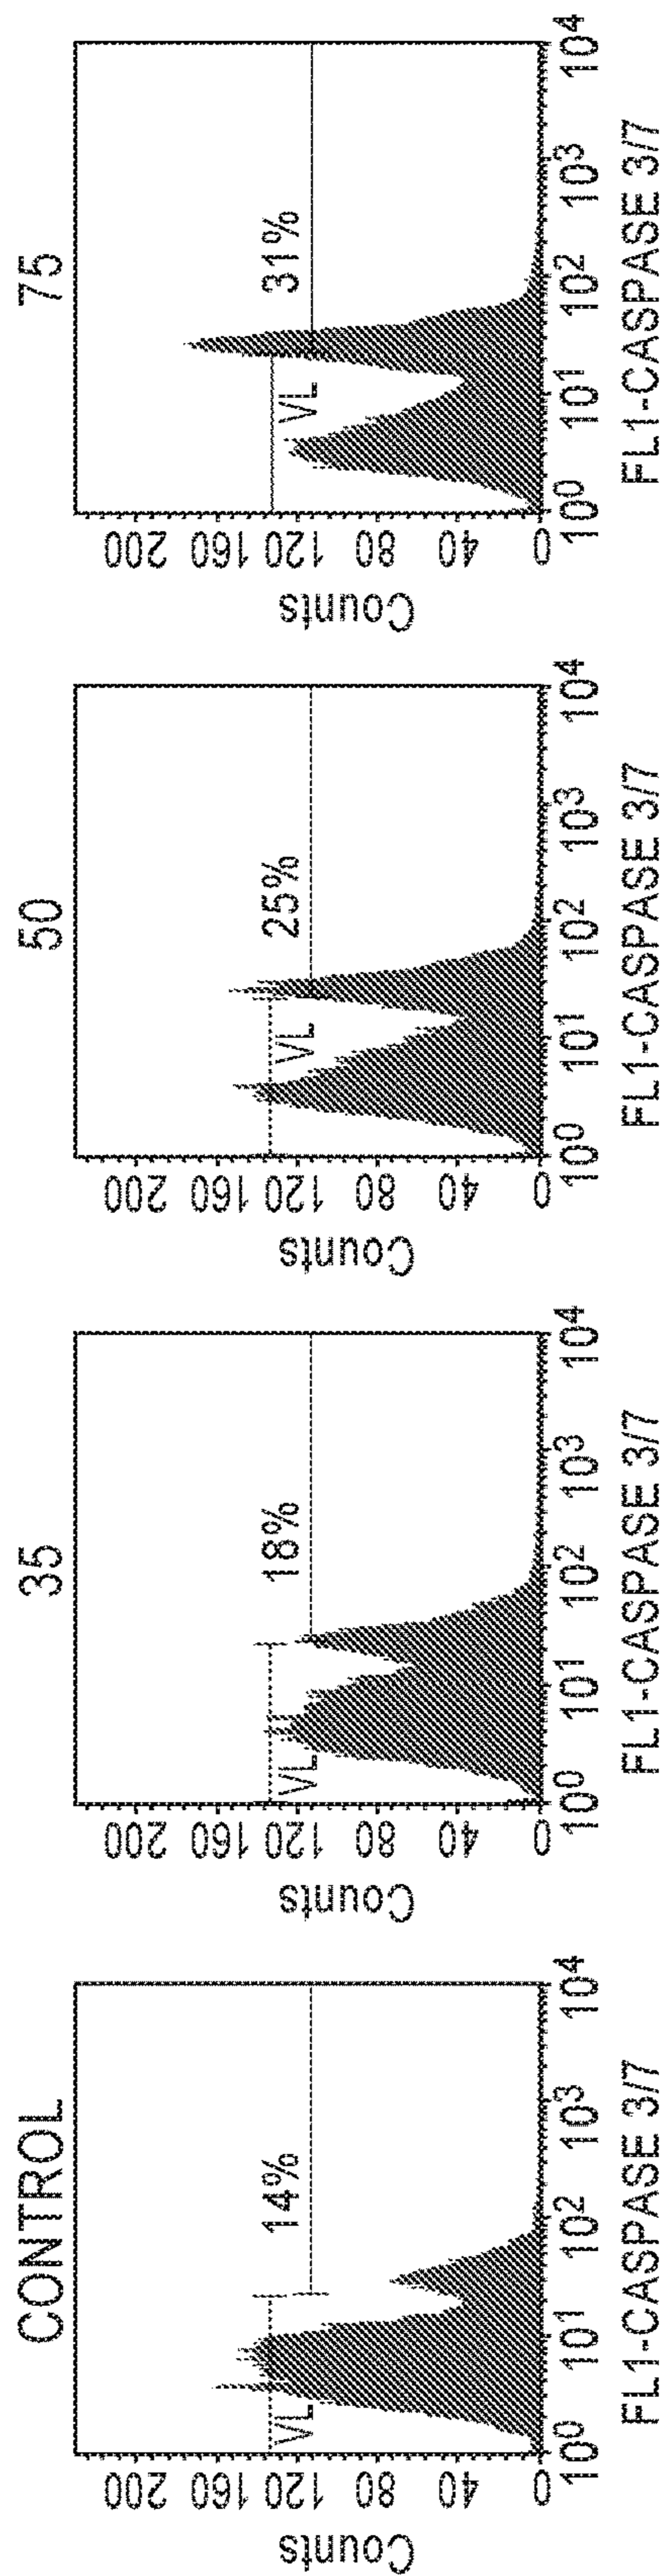 CONTROL
Counts
200
160
120
80
40
0
VL
14%
10⁰ 10¹ 10² 10³ 10⁴
FL1-CASPASE 3/7
35
Counts
200
160
120
80
40
0
VL
18%
10⁰ 10¹ 10² 10³ 10⁴
FL1-CASPASE 3/7
50
Counts
200
160
120
80
40
0
VL
25%
10⁰ 10¹ 10² 10³ 10⁴
FL1-CASPASE 3/7
75
Counts
200
160
120
80
40
0
VL
31%
10⁰ 10¹ 10² 10³ 10⁴
FL1-CASPASE 3/7